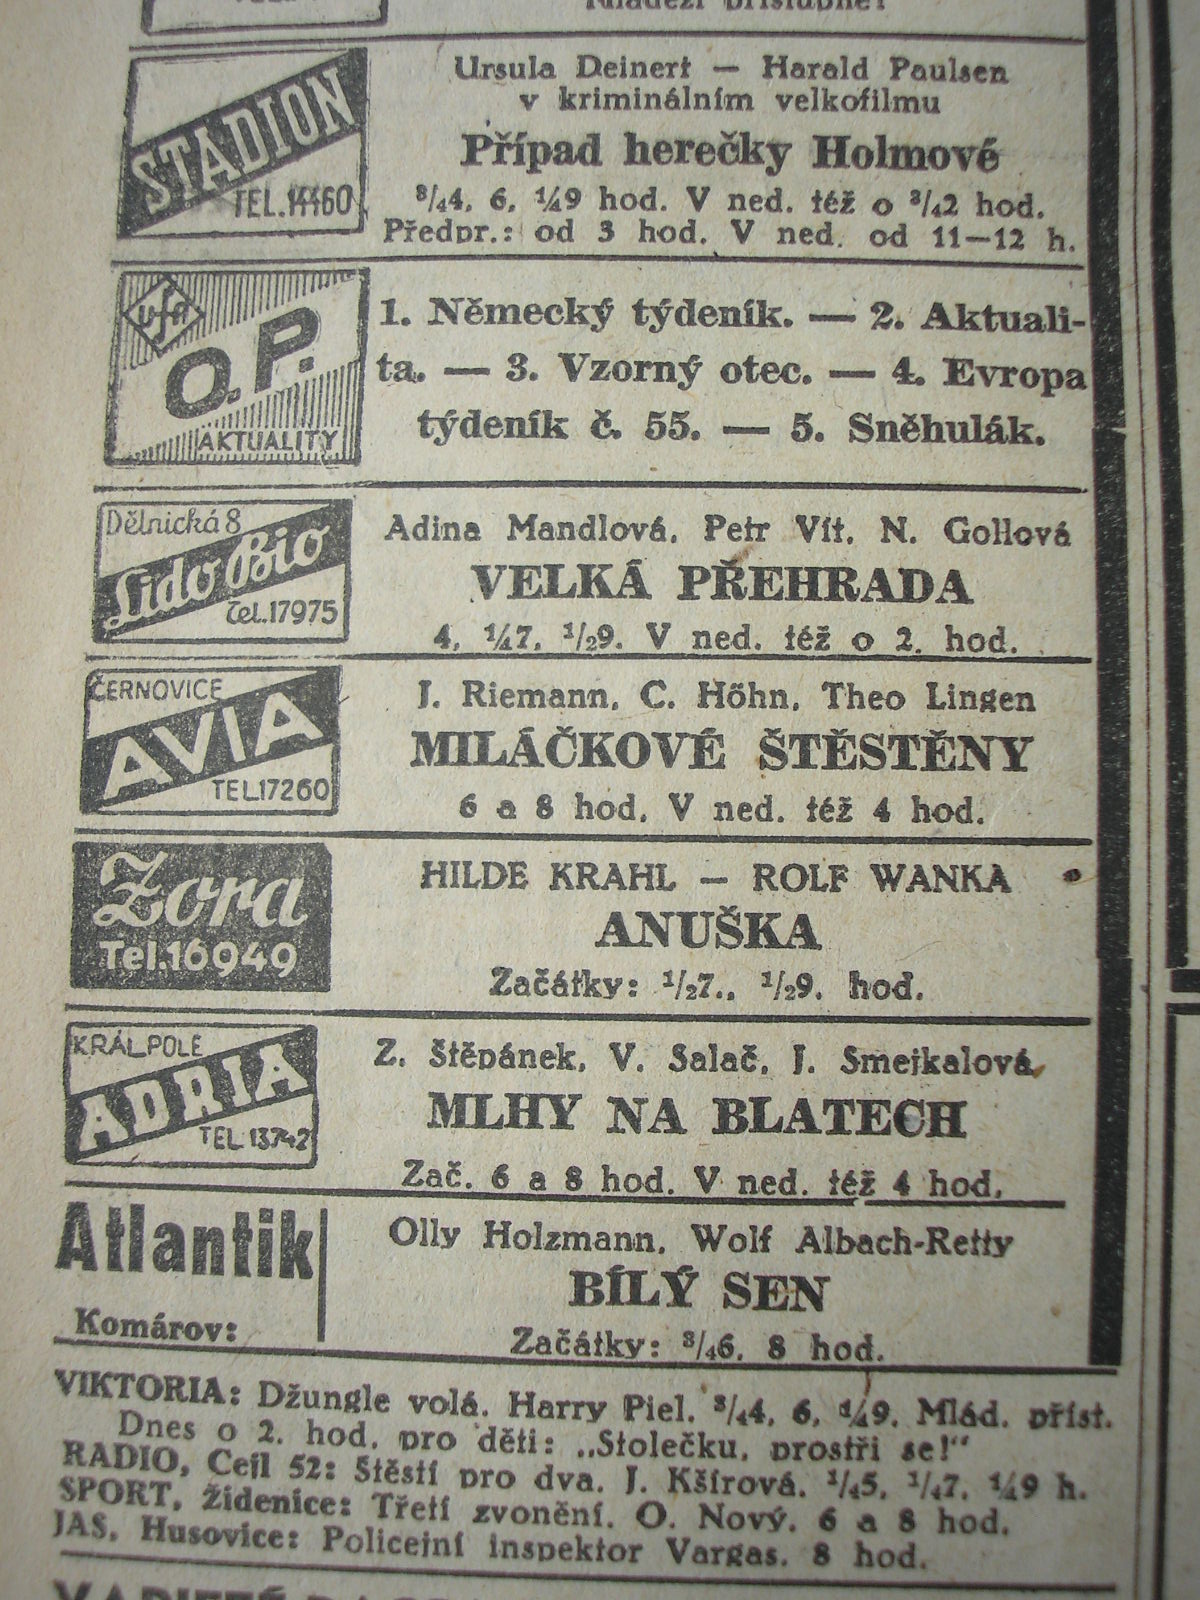 Mládeži přístupné!
STADION
TEL. 14460
Ursula Deinert — Harald Paulsen
v kriminálním velkofilmu
Případ herečky Holmové
3/44, 6, 1/49 hod. V ned. též o 3/42 hod.
Předpr.: od 3 hod. V ned. od 11—12 h.
Ufa
O.P.
AKTUALITY
1. Německý týdeník. — 2. Aktuali-
ta. — 3. Vzorný otec. — 4. Evropa
týdeník č. 55. — 5. Sněhulák.
Dělnická 8
Lido Bio
Tel. 17975
Adina Mandlová, Petr Vít, N. Gollová
VELKÁ PŘEHRADA
4, 1/47, 1/29. V ned. též o 2. hod.
ČERNOVICE
AVIA
TEL. 17260
J. Riemann, C. Höhn, Theo Lingen
MILÁČKOVÉ ŠTĚSTĚNY
6 a 8 hod. V ned. též 4 hod.
Zora
Tel. 16949
HILDE KRAHL — ROLF WANKA
ANUŠKA
Začátky: 1/27., 1/29. hod.
KRÁL. POLE
ADRIA
TEL. 13742
Z. Štěpánek, V. Salač, J. Smejkalová
MLHY NA BLATECH
Zač. 6 a 8 hod. V ned. též 4 hod.
Atlantik
Komárov:
Olly Holzmann, Wolf Albach-Retty
BÍLÝ SEN
Začátky: 3/46, 8 hod.
VIKTORIA: Džungle volá. Harry Piel. 3/44, 6, 1/49. Mlád. příst.
Dnes o 2. hod. pro děti: „Stolečku, prostři se!“
RADIO, Cejl 52: Štěstí pro dva. J. Kšírová. 1/45, 1/47, 1/49 h.
SPORT, Židenice: Třetí zvonění. O. Nový. 6 a 8 hod.
JAS, Husovice: Policejní inspektor Vargas. 8 hod.